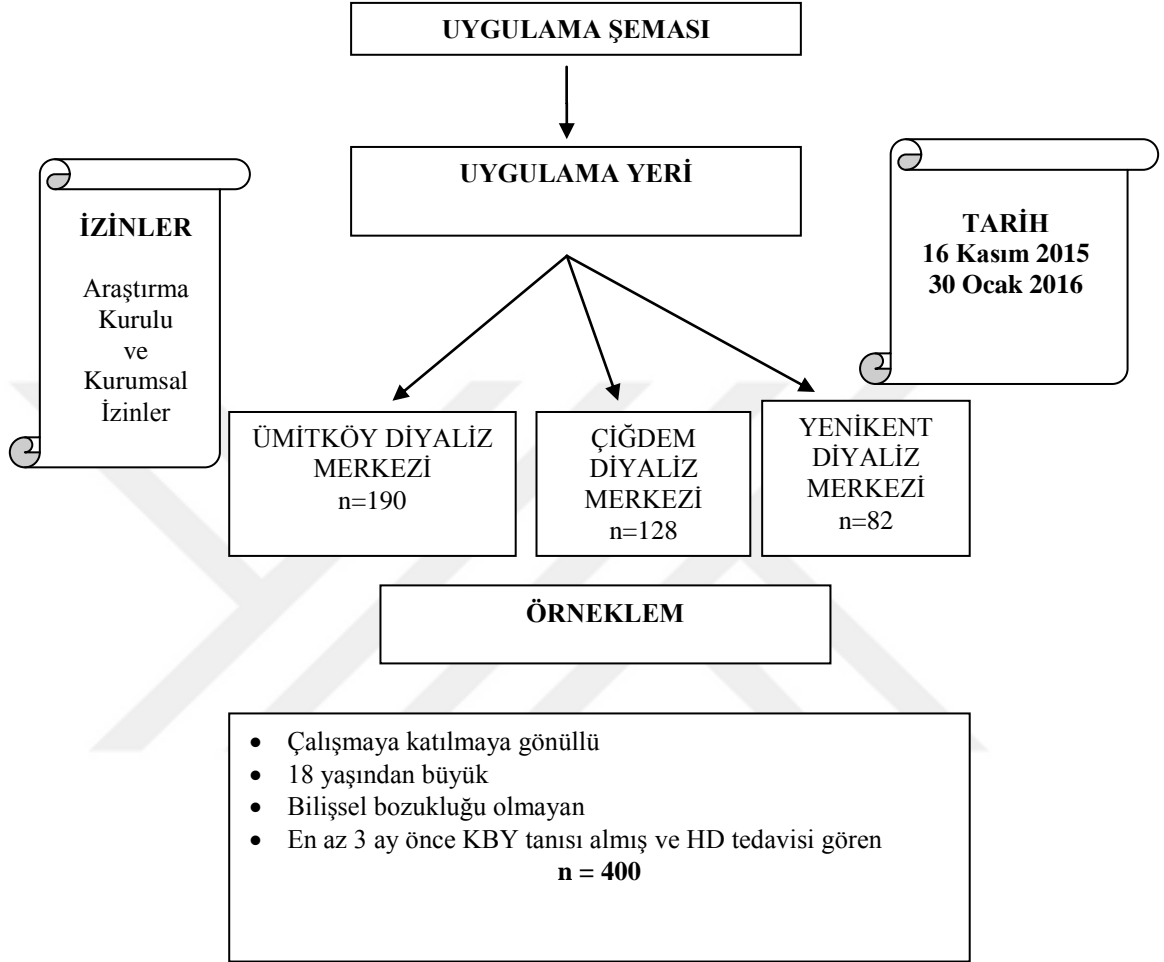 UYGULAMA ŞEMASI
UYGULAMA YERİ
İZİNLER
Araştırma
Kurulu
ve
Kurumsal
İzinler
TARİH
16 Kasım 2015
30 Ocak 2016
ÜMİTKÖY DİYALİZ
MERKEZİ
n=190
ÇİĞDEM
DİYALİZ
MERKEZİ
n=128
YENİKENT
DİYALİZ
MERKEZİ
n=82
ÖRNEKLEM
• Çalışmaya katılmaya gönüllü
• 18 yaşından büyük
• Bilişsel bozukluğu olmayan
• En az 3 ay önce KBY tanısı almış ve HD tedavisi gören
n = 400